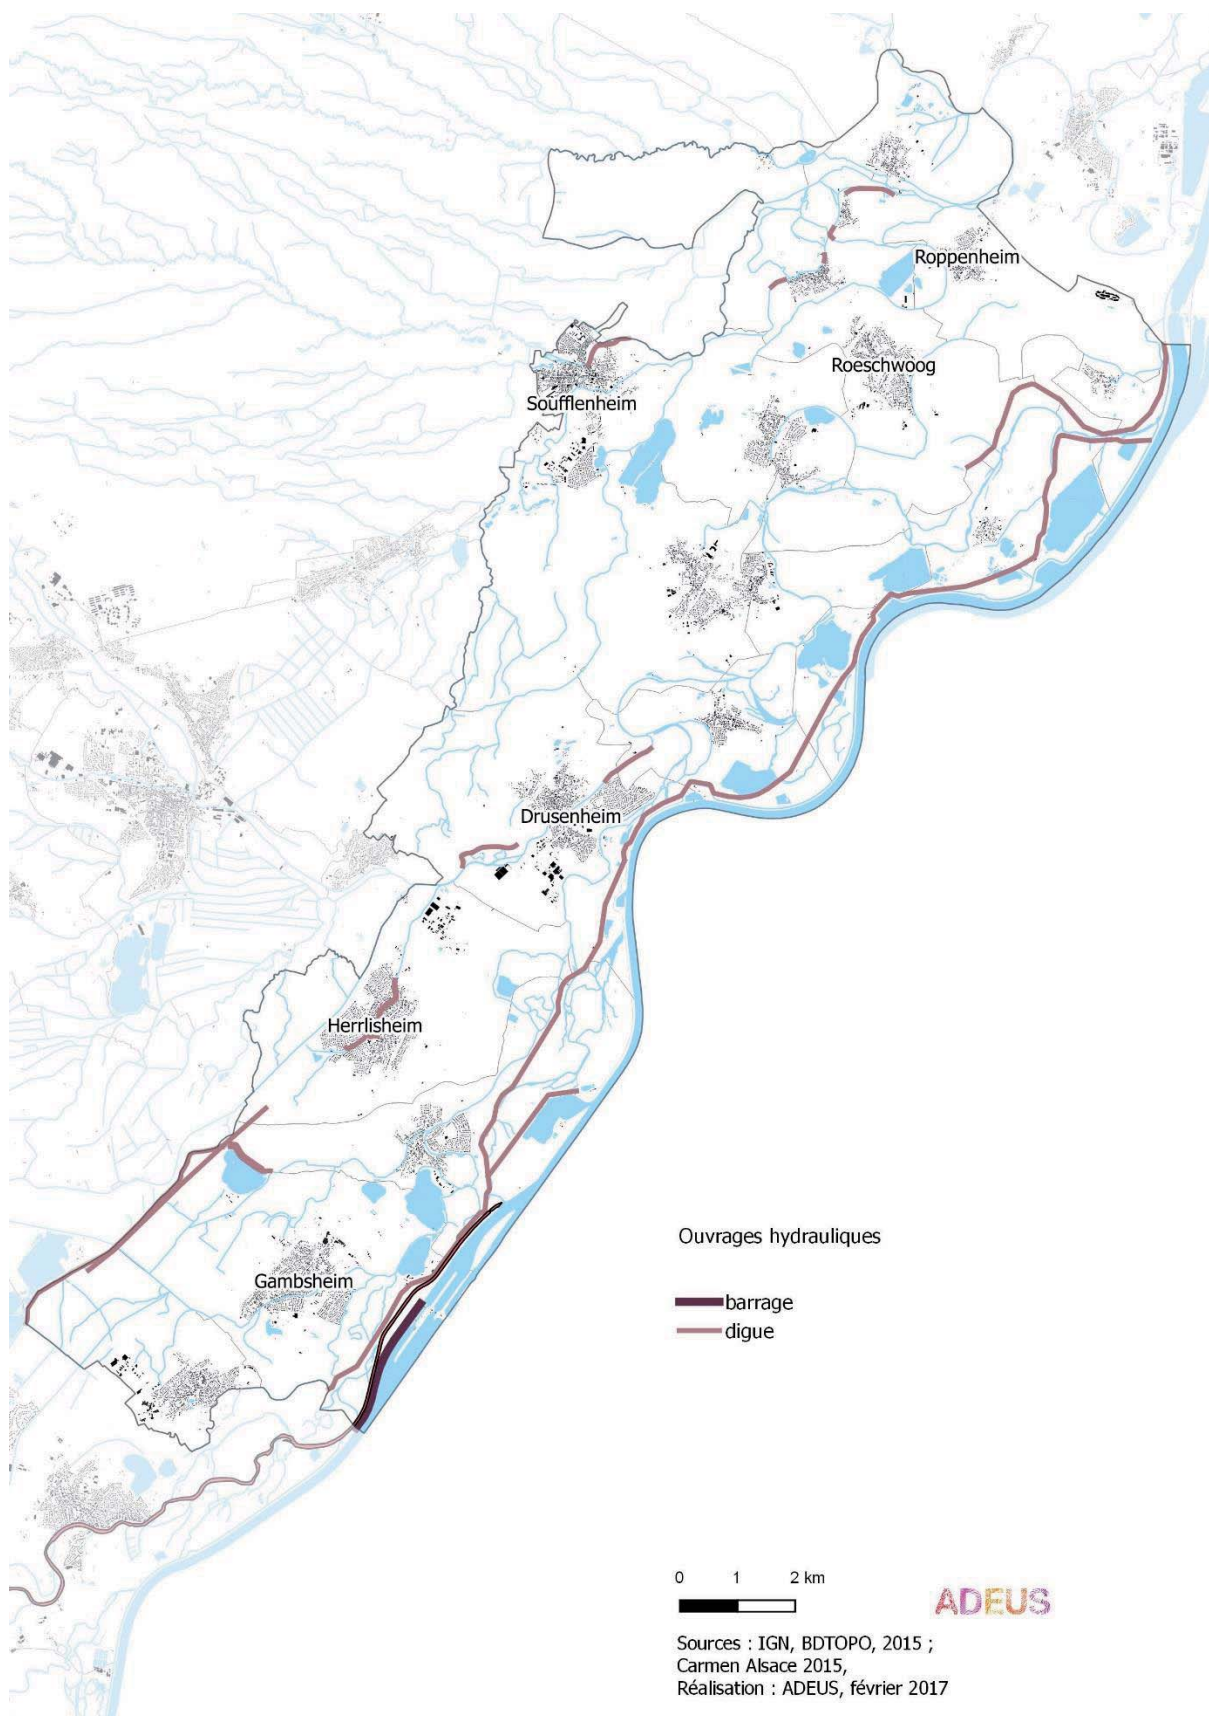 Roppenheim
Roeschwoog
Soufflenheim
Drusenheim
Herrlisheim
Gambsheim
Ouvrages hydrauliques
barrage
digue
0 1 2 km
ADEUS
Sources : IGN, BDTOPO, 2015 ;
Carmen Alsace 2015,
Réalisation : ADEUS, février 2017